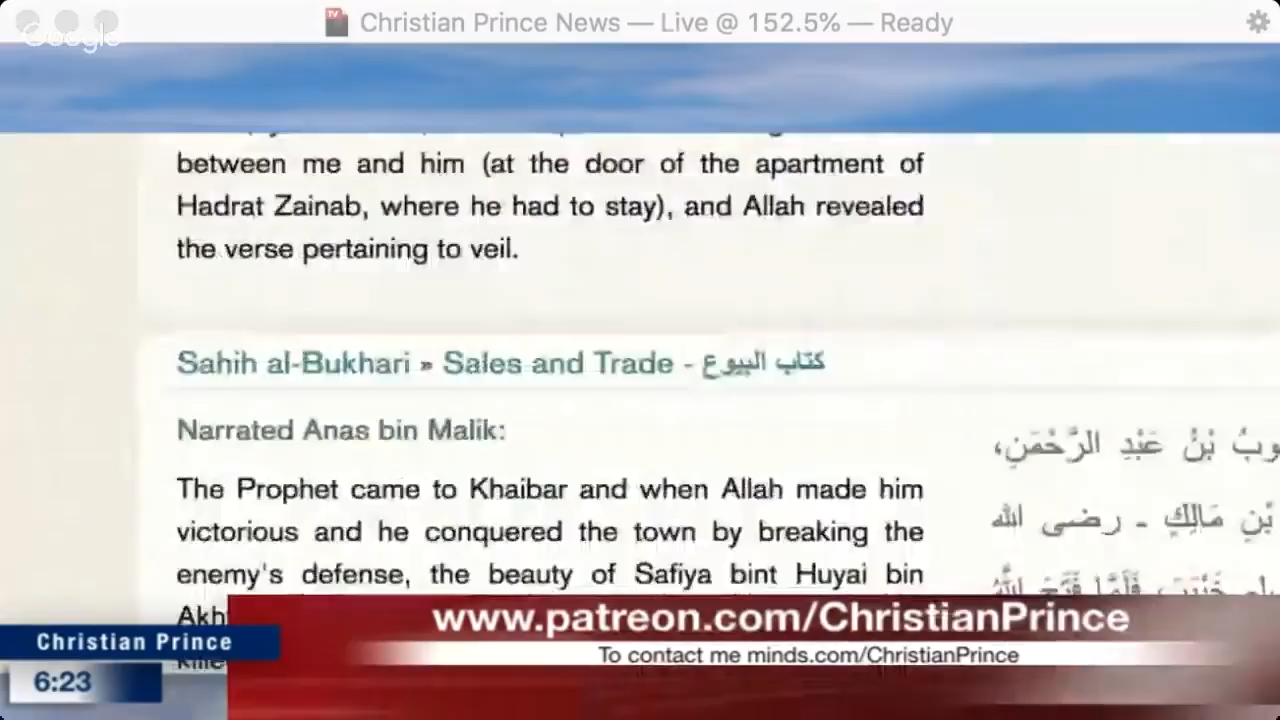 Christian Prince News — Live @ 152.5% — Ready
Google
between me and him (at the door of the apartment of
Hadrat Zainab, where he had to stay), and Allah revealed
the verse pertaining to veil.
Sahih al-Bukhari » Sales and Trade - كتاب البيوع
Narrated Anas bin Malik:
The Prophet came to Khaibar and when Allah made him
victorious and he conquered the town by breaking the
enemy's defense, the beauty of Safiya bint Huyai bin
بْنُ عَبْدِ الرَّحْمَنِ،
بْنِ مَالِكٍ ـ رضى الله
www.patreon.com/ChristianPrince
To contact me minds.com/ChristianPrince
Christian Prince
6:23